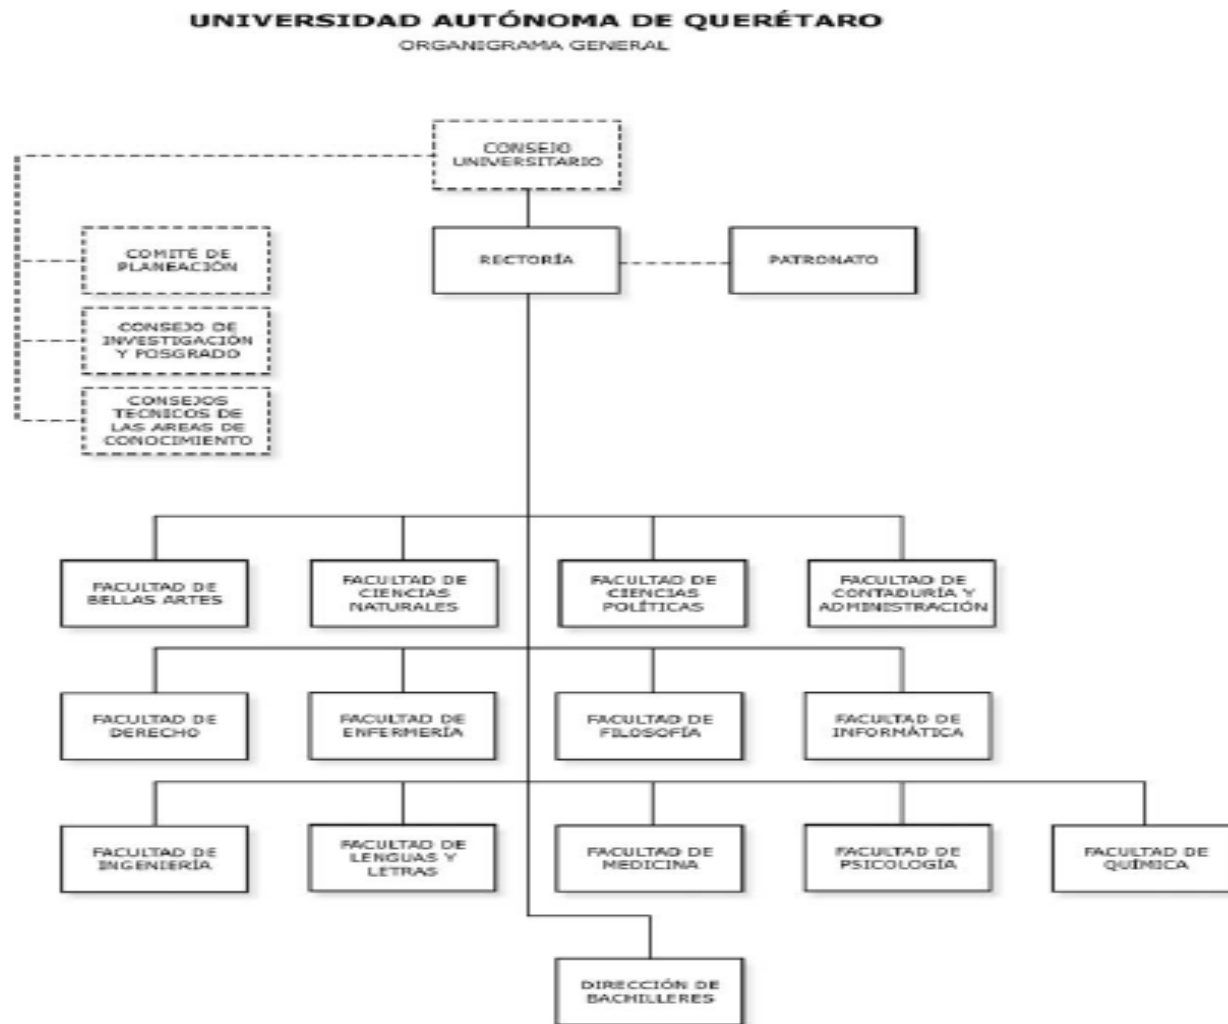 UNIVERSIDAD AUTÓNOMA DE QUERÉTARO
ORGANIGRAMA GENERAL
CONSEJO
UNIVERSITARIO
COMITÉ DE
PLANEACIÓN
RECTORÍA
PATRONATO
CONSEJO DE
INVESTIGACIÓN
Y POSGRADO
CONSEJOS
TECNICOS DE
LAS AREAS DE
CONOCIMIENTO
FACULTAD DE
BELLAS ARTES
FACULTAD DE
CIENCIAS
NATURALES
FACULTAD DE
CIENCIAS
POLÍTICAS
FACULTAD DE
CONTADURÍA Y
ADMINISTRACIÓN
FACULTAD DE
DERECHO
FACULTAD DE
ENFERMERÍA
FACULTAD DE
FILOSOFÍA
FACULTAD DE
INFORMÁTICA
FACULTAD DE
INGENIERÍA
FACULTAD DE
LENGUAS Y
LETRAS
FACULTAD DE
MEDICINA
FACULTAD DE
PSICOLOGÍA
FACULTAD DE
QUÍMICA
DIRECCIÓN DE
BACHILLERES